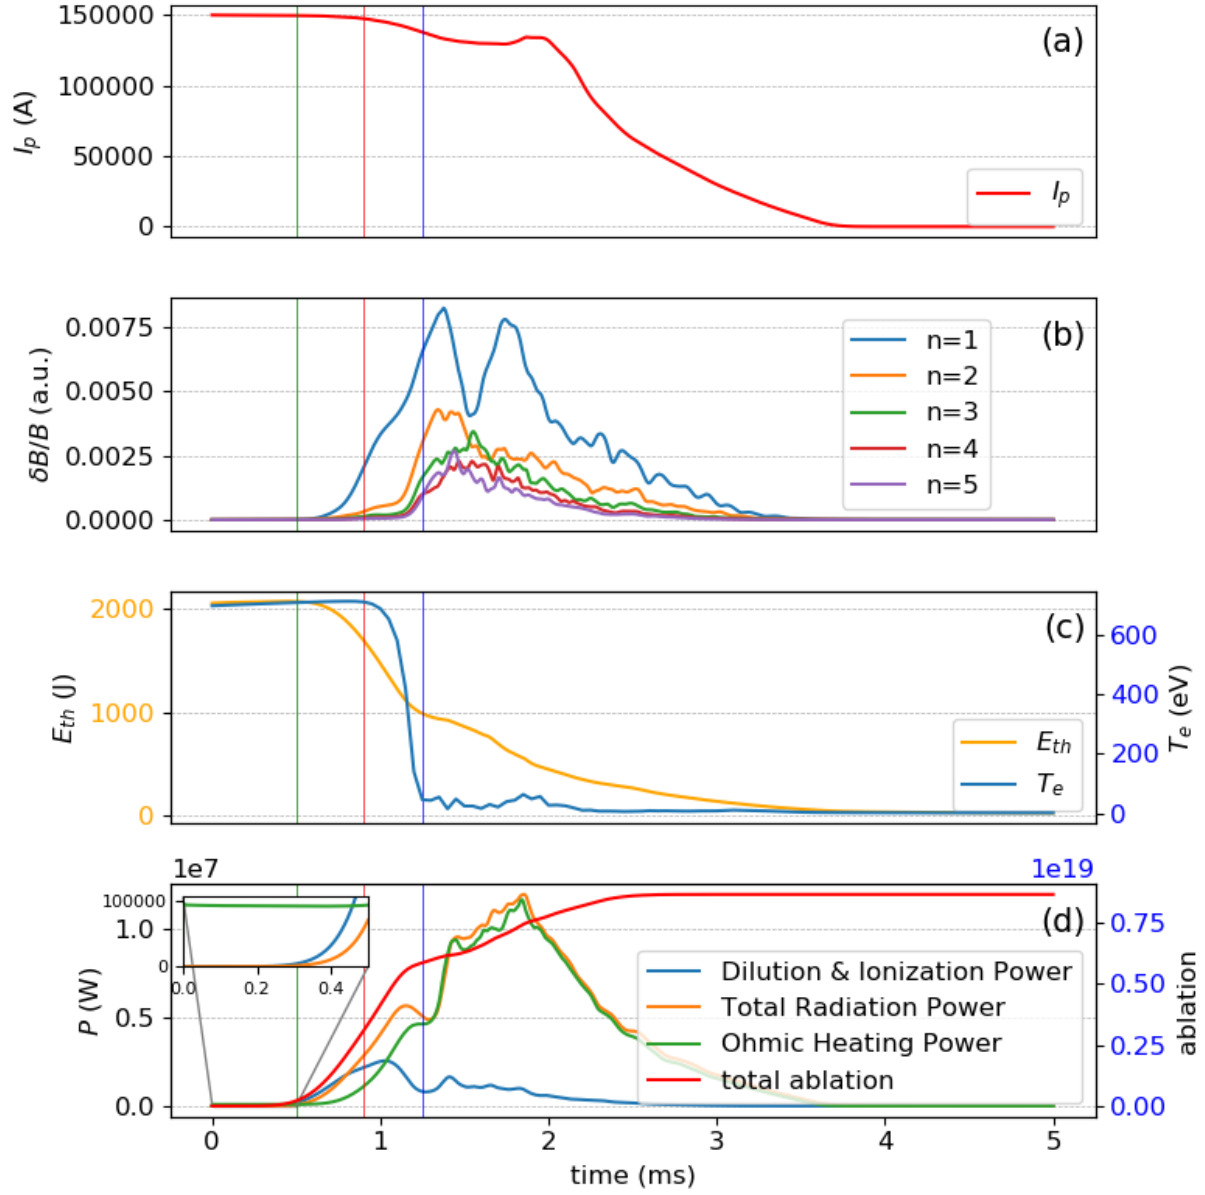 150000
100000
50000
0
I_p (A)
(a)
I_p
0.0075
0.0050
0.0025
0.0000
δB/B (a.u.)
(b)
n=1
n=2
n=3
n=4
n=5
2000
1000
0
E_th (J)
(c)
600
400
200
0
T_e (eV)
E_th
T_e
1e7
1e19
100000
0
0.0 0.2 0.4
1.0
0.5
0.0
P (W)
(d)
0.75
0.50
0.25
0.00
ablation
Dilution & Ionization Power
Total Radiation Power
Ohmic Heating Power
total ablation
0 1 2 3 4 5
time (ms)